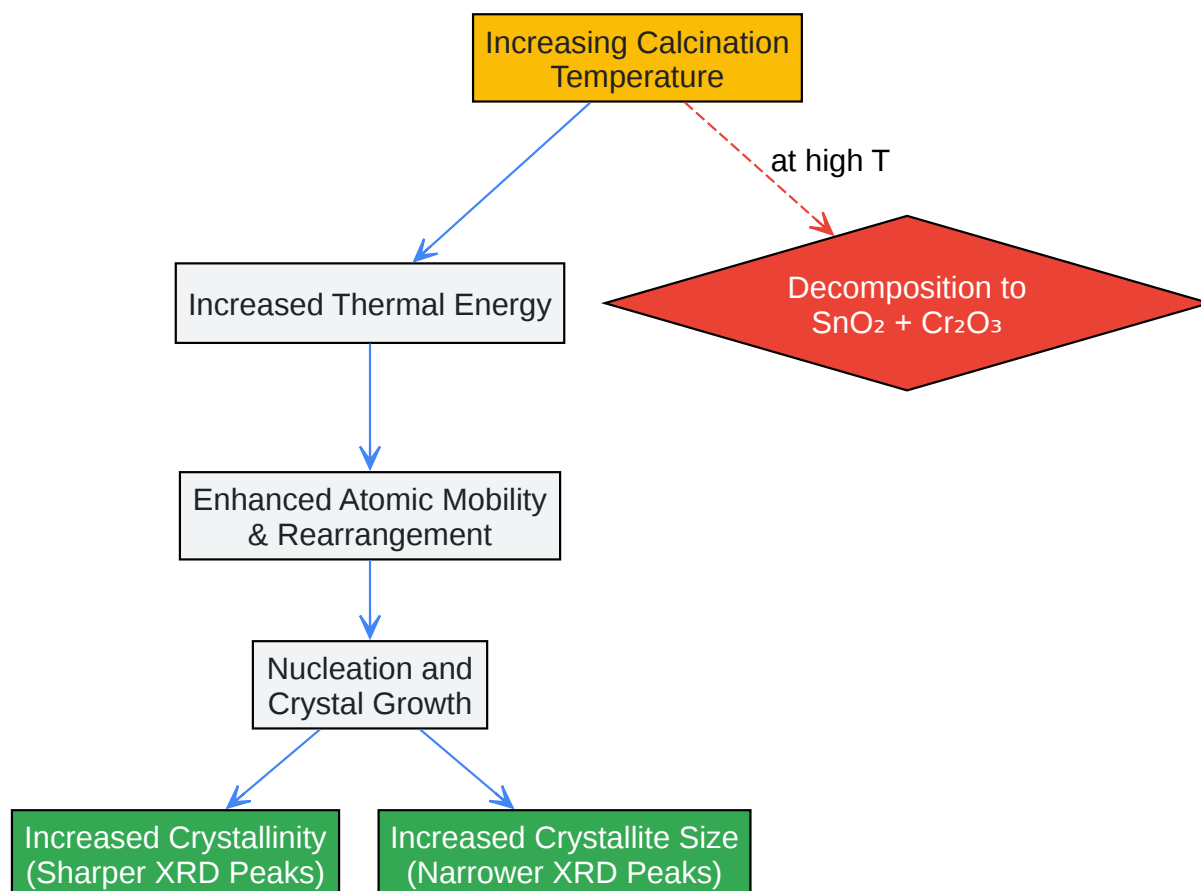 Increasing Calcination
Temperature
at high T
Increased Thermal Energy
Decomposition to
SnO₂ + Cr₂O₃
Enhanced Atomic Mobility
& Rearrangement
Nucleation and
Crystal Growth
Increased Crystallinity
(Sharper XRD Peaks)
Increased Crystallite Size
(Narrower XRD Peaks)